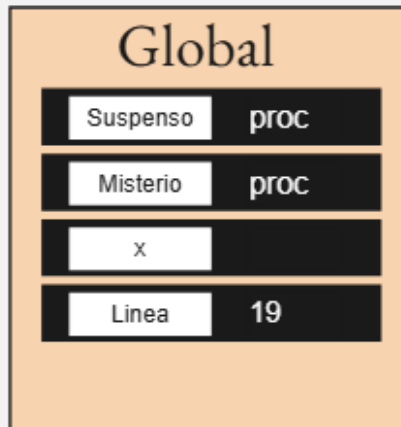 Global
Suspenso proc
Misterio proc
x
Linea 19